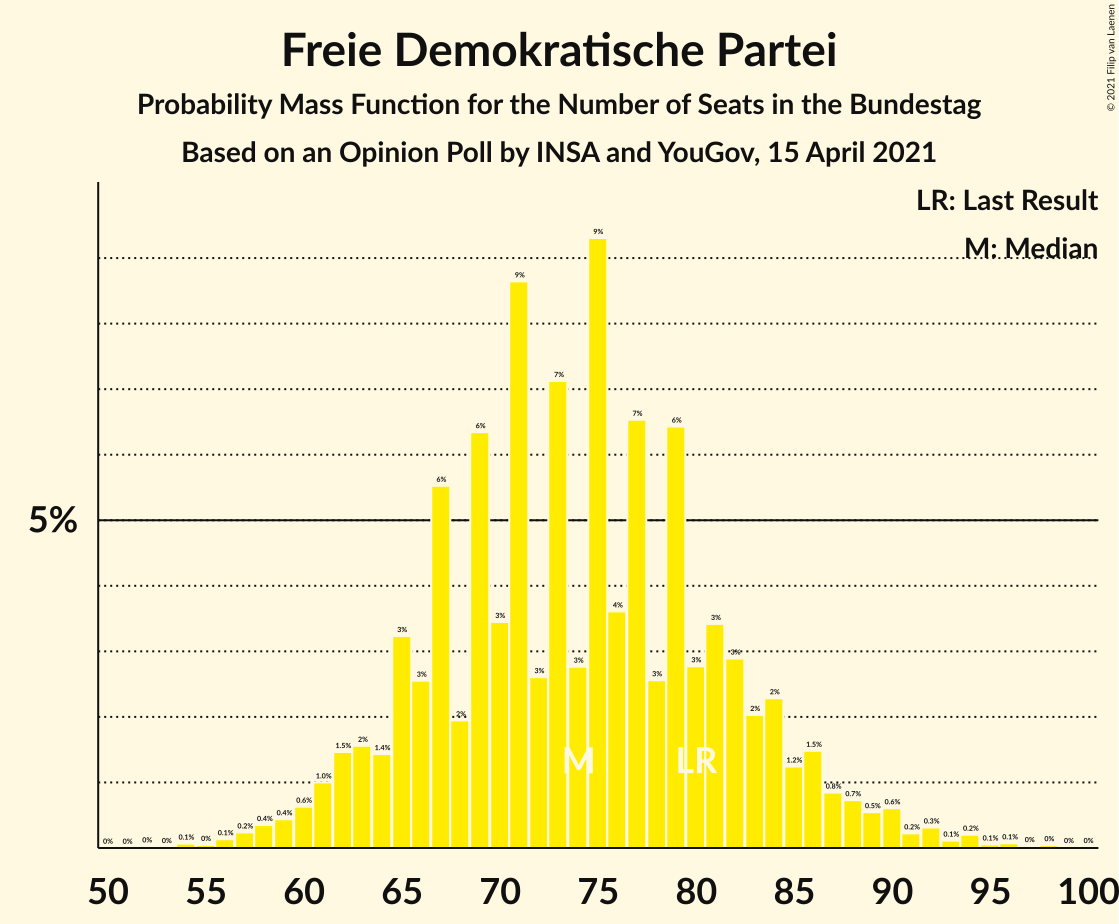 © 2021 Filip van Laenen
Freie Demokratische Partei
Probability Mass Function for the Number of Seats in the Bundestag
Based on an Opinion Poll by INSA and YouGov, 15 April 2021
LR: Last Result
M: Median
5%
0% 0% 0% 0% 0.1% 0% 0.1% 0.2% 0.4% 0.4% 0.6% 1.0% 1.5% 2% 1.4% 3% 3% 6% 2% 6% 3% 9% 3% 7% 3% 9% 4% 7% 3% 6% 3% 3% 3% 2% 2% 1.2% 1.5% 0.8% 0.7% 0.5% 0.6% 0.2% 0.3% 0.1% 0.2% 0.1% 0.1% 0% 0% 0% 0%
M LR
50 55 60 65 70 75 80 85 90 95 100